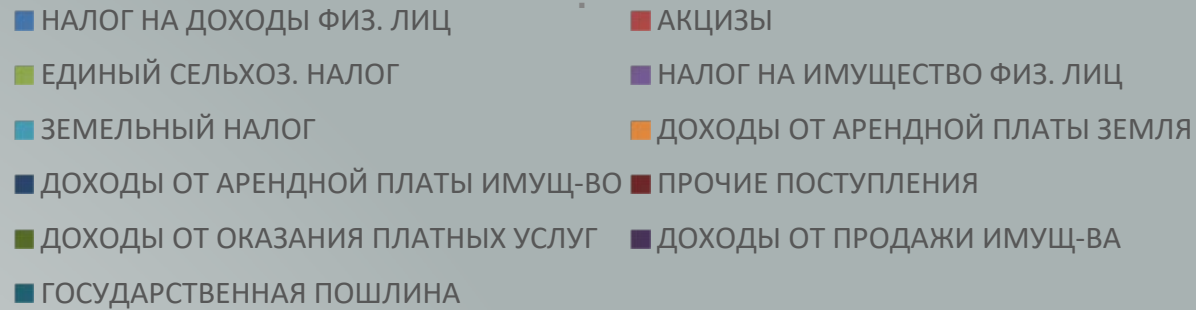 НАЛОГ НА ДОХОДЫ ФИЗ. ЛИЦ
АКЦИЗЫ
ЕДИНЫЙ СЕЛЬХОЗ. НАЛОГ
НАЛОГ НА ИМУЩЕСТВО ФИЗ. ЛИЦ
ЗЕМЕЛЬНЫЙ НАЛОГ
ДОХОДЫ ОТ АРЕНДНОЙ ПЛАТЫ ЗЕМЛЯ
ДОХОДЫ ОТ АРЕНДНОЙ ПЛАТЫ ИМУЩ-ВО
ПРОЧИЕ ПОСТУПЛЕНИЯ
ДОХОДЫ ОТ ОКАЗАНИЯ ПЛАТНЫХ УСЛУГ
ДОХОДЫ ОТ ПРОДАЖИ ИМУЩ-ВА
ГОСУДАРСТВЕННАЯ ПОШЛИНА